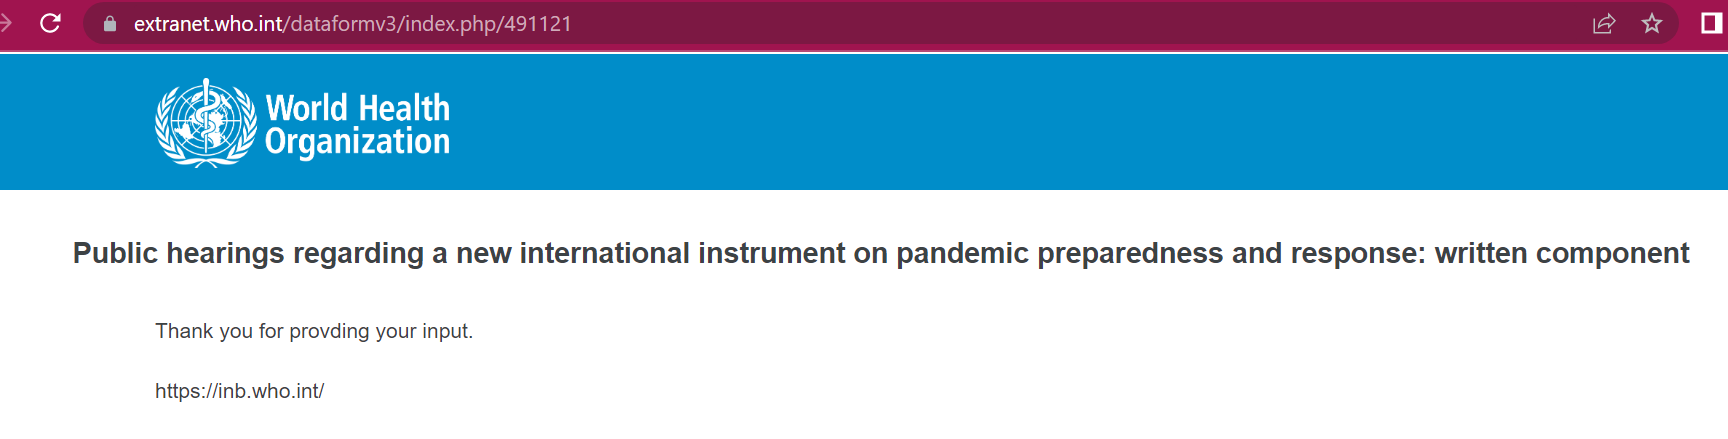 extranet.who.int/dataformv3/index.php/491121
World Health
Organization
Public hearings regarding a new international instrument on pandemic preparedness and response: written component
Thank you for provding your input.
https://inb.who.int/